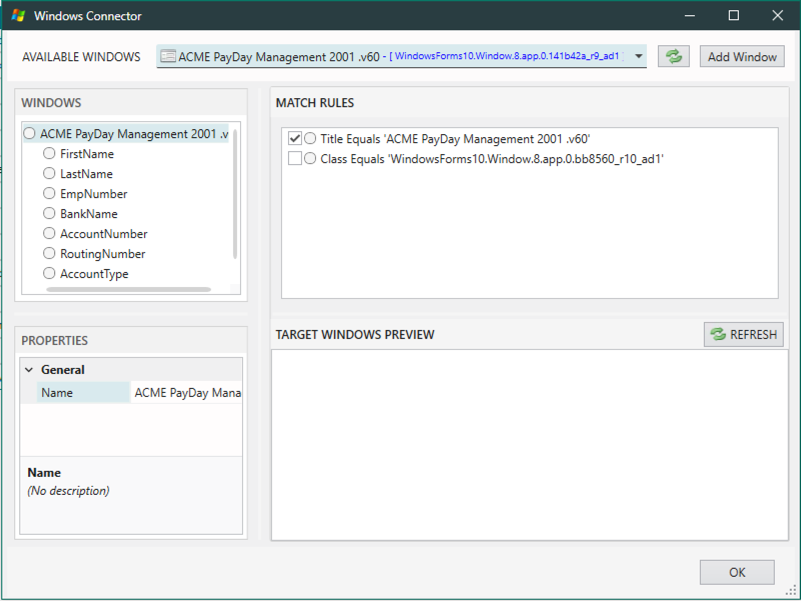 Windows Connector
AVAILABLE WINDOWS
ACME PayDay Management 2001 .v60 - [ WindowsForms10.Window.8.app.0.141b42a_r9_ad1
Add Window
WINDOWS
ACME PayDay Management 2001 .v
FirstName
LastName
EmpNumber
BankName
AccountNumber
RoutingNumber
AccountType
MATCH RULES
Title Equals 'ACME PayDay Management 2001 .v60'
Class Equals 'WindowsForms10.Window.8.app.0.bb8560_r10_ad1'
PROPERTIES
General
Name ACME PayDay Mana
Name
(No description)
TARGET WINDOWS PREVIEW
REFRESH
OK